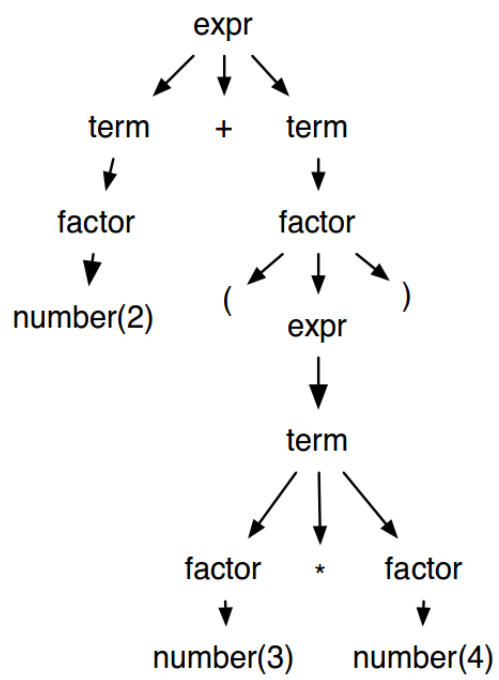 expr
term + term
factor factor
( )
number(2) expr
term
factor * factor
number(3) number(4)